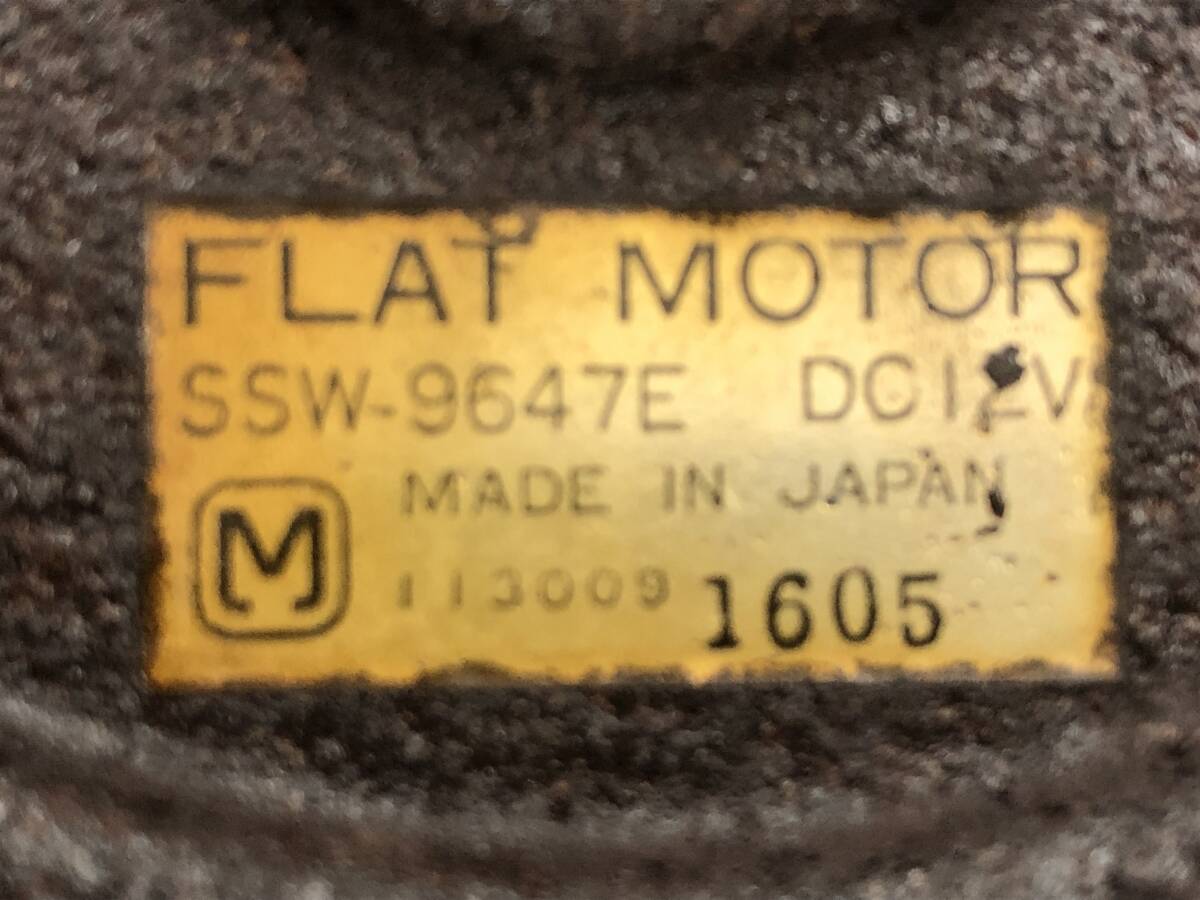 FLAT MOTOR
SSW-9647E DC12V
MADE IN JAPAN
M 113009 1605